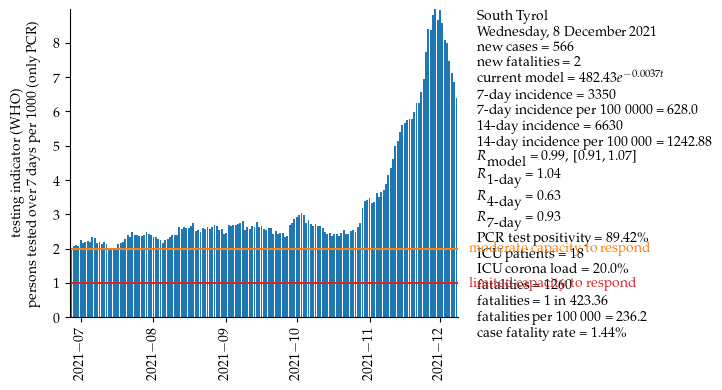 testing indicator (WHO)
persons tested over 7 days per 1000 (only PCR)
8
7
6
5
4
3
2
1
0
2021−07
2021−08
2021−09
2021−10
2021−11
2021−12
South Tyrol
Wednesday, 8 December 2021
new cases = 566
new fatalities = 2
current model = 482.43e^−0.0037t
7-day incidence = 3350
7-day incidence per 100 0000 = 628.0
14-day incidence = 6630
14-day incidence per 100 000 = 1242.88
R_model = 0.99, [0.91, 1.07]
R_1-day = 1.04
R_4-day = 0.63
R_7-day = 0.93
PCR test positivity = 89.42%
moderate capacity to respond
ICU patients = 18
ICU corona load = 20.0%
fatalities = 1260
limited capacity to respond
fatalities = 1 in 423.36
fatalities per 100 000 = 236.2
case fatality rate = 1.44%